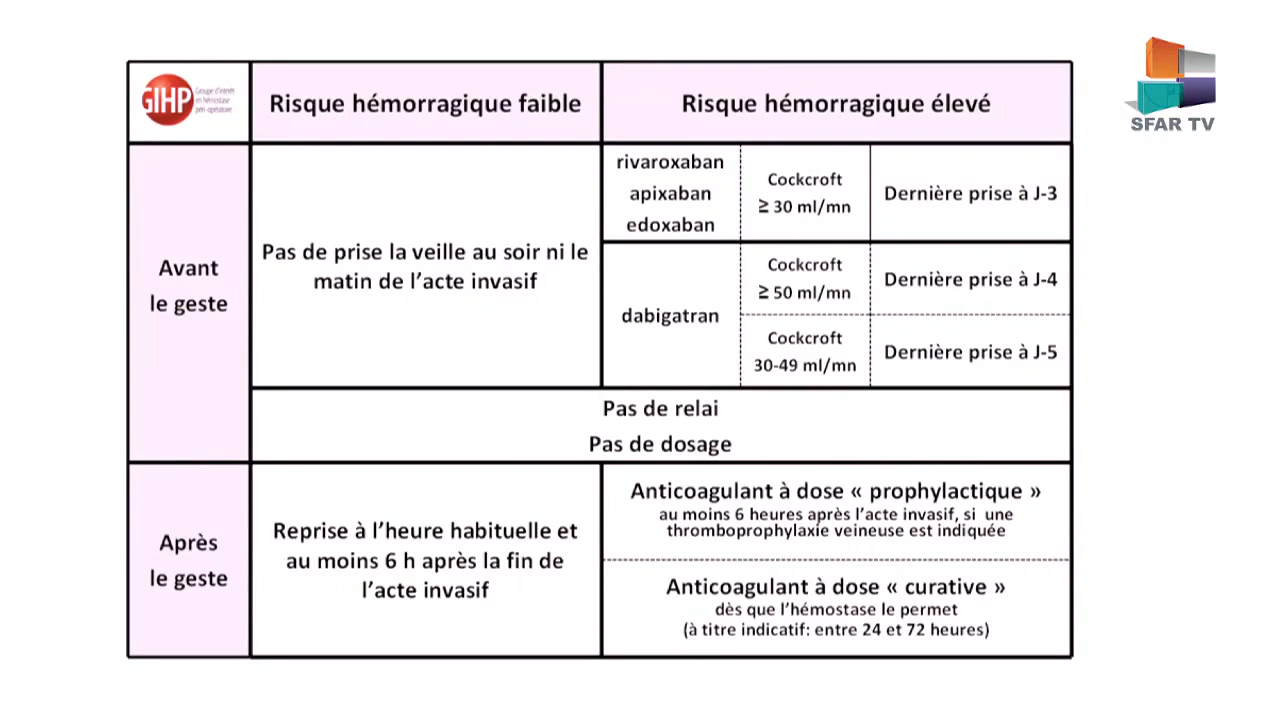 GIHP
Groupe d'intérêt
en hémostase
péri opératoire
Risque hémorragique faible
Risque hémorragique élevé
SFAR TV
Avant
le geste
Pas de prise la veille au soir ni le
matin de l'acte invasif
rivaroxaban
apixaban
edoxaban
Cockcroft
≥ 30 ml/mn
Dernière prise à J-3
dabigatran
Cockcroft
≥ 50 ml/mn
Dernière prise à J-4
Cockcroft
30-49 ml/mn
Dernière prise à J-5
Pas de relai
Pas de dosage
Après
le geste
Reprise à l'heure habituelle et
au moins 6 h après la fin de
l'acte invasif
Anticoagulant à dose « prophylactique »
au moins 6 heures après l'acte invasif, si une
thromboprophylaxie veineuse est indiquée
Anticoagulant à dose « curative »
dès que l'hémostase le permet
(à titre indicatif: entre 24 et 72 heures)